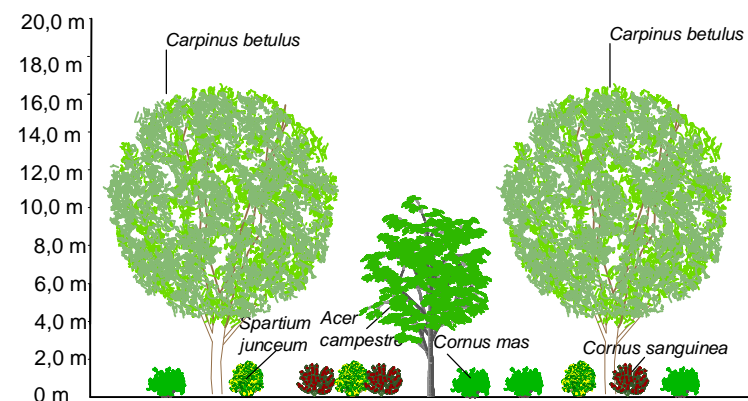 20,0 m
18,0 m
16,0 m
14,0 m
12,0 m
10,0 m
8,0 m
6,0 m
4,0 m
2,0 m
0 m
Carpinus betulus
Carpinus betulus
Spartium
junceum
Acer
campestre
Cornus mas
Cornus sanguinea